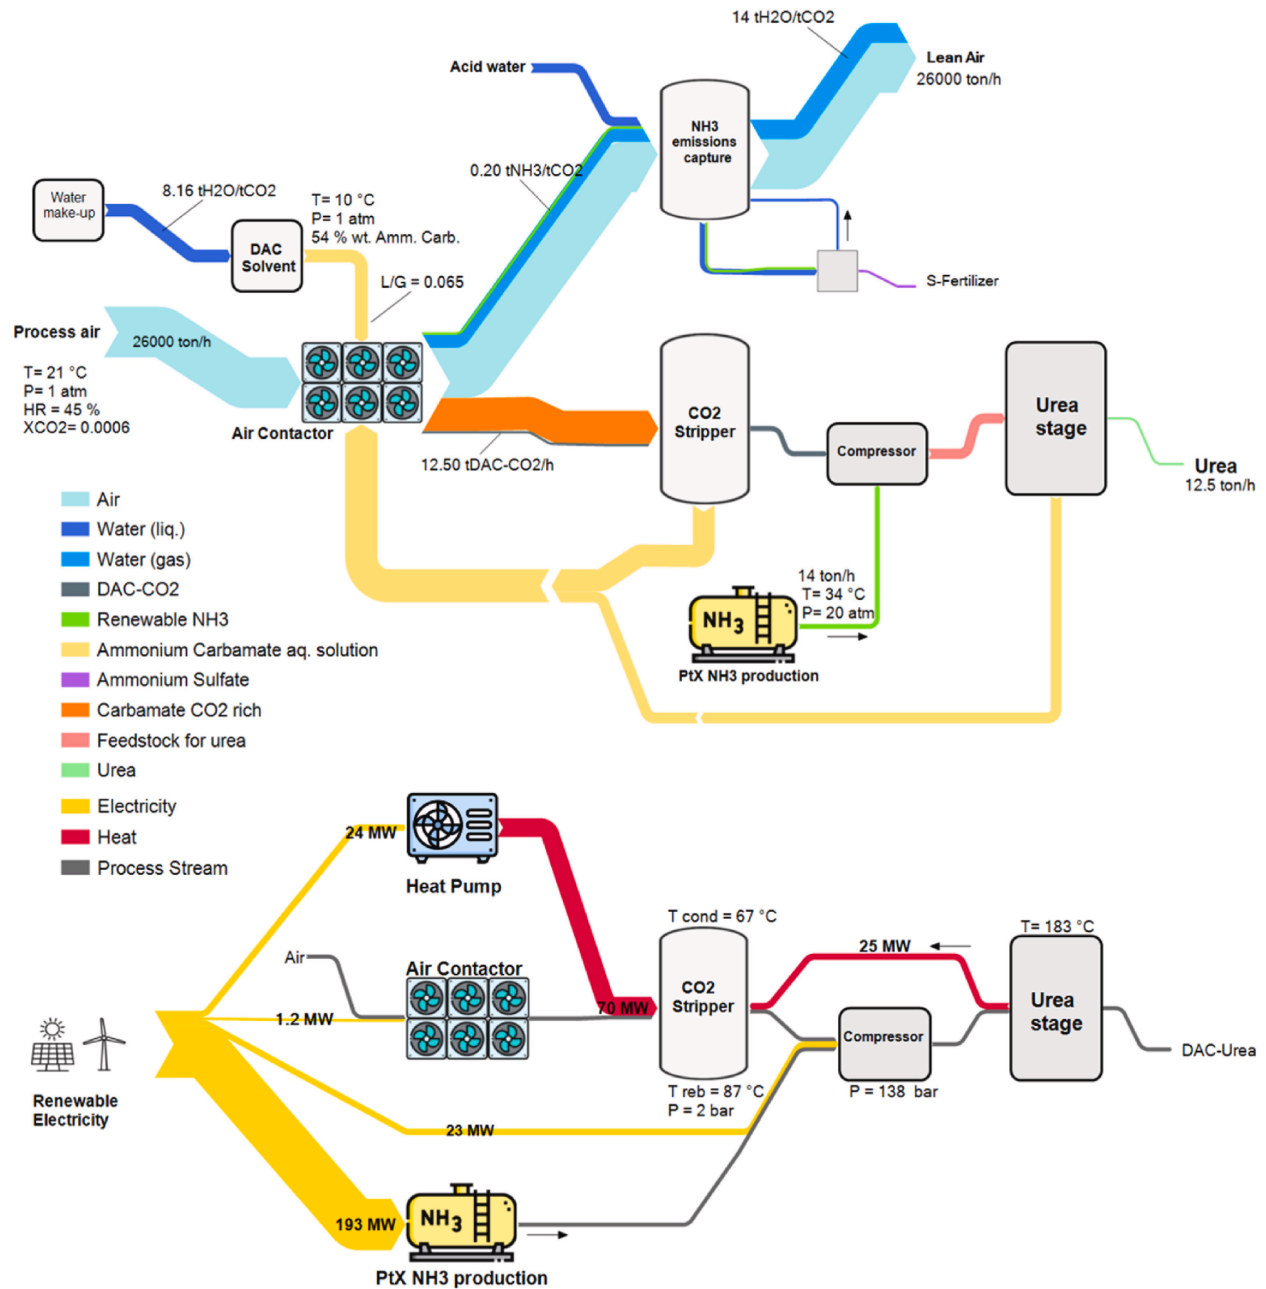 14 tH2O/tCO2
Lean Air
26000 ton/h
Acid water
NH3
emissions
capture
0.20 tNH3/tCO2
Water
make-up
8.16 tH2O/tCO2
T= 10 °C
P= 1 atm
54 % wt. Amm. Carb.
DAC
Solvent
L/G = 0.065
S-Fertilizer
Process air
26000 ton/h
T= 21 °C
P= 1 atm
HR = 45 %
XCO2= 0.0006
Air Contactor
CO2
Stripper
12.50 tDAC-CO2/h
Compressor
Urea
stage
Urea
12.5 ton/h
14 ton/h
T= 34 °C
P= 20 atm
NH3
PtX NH3 production
Air
Water (liq.)
Water (gas)
DAC-CO2
Renewable NH3
Ammonium Carbamate aq. solution
Ammonium Sulfate
Carbamate CO2 rich
Feedstock for urea
Urea
Electricity
Heat
Process Stream
24 MW
Heat Pump
Air
Air Contactor
1.2 MW
70 MW
T cond = 67 °C
CO2
Stripper
T reb = 87 °C
P = 2 bar
25 MW
T= 183 °C
Urea
stage
Compressor
P = 138 bar
DAC-Urea
Renewable
Electricity
23 MW
193 MW
NH3
PtX NH3 production